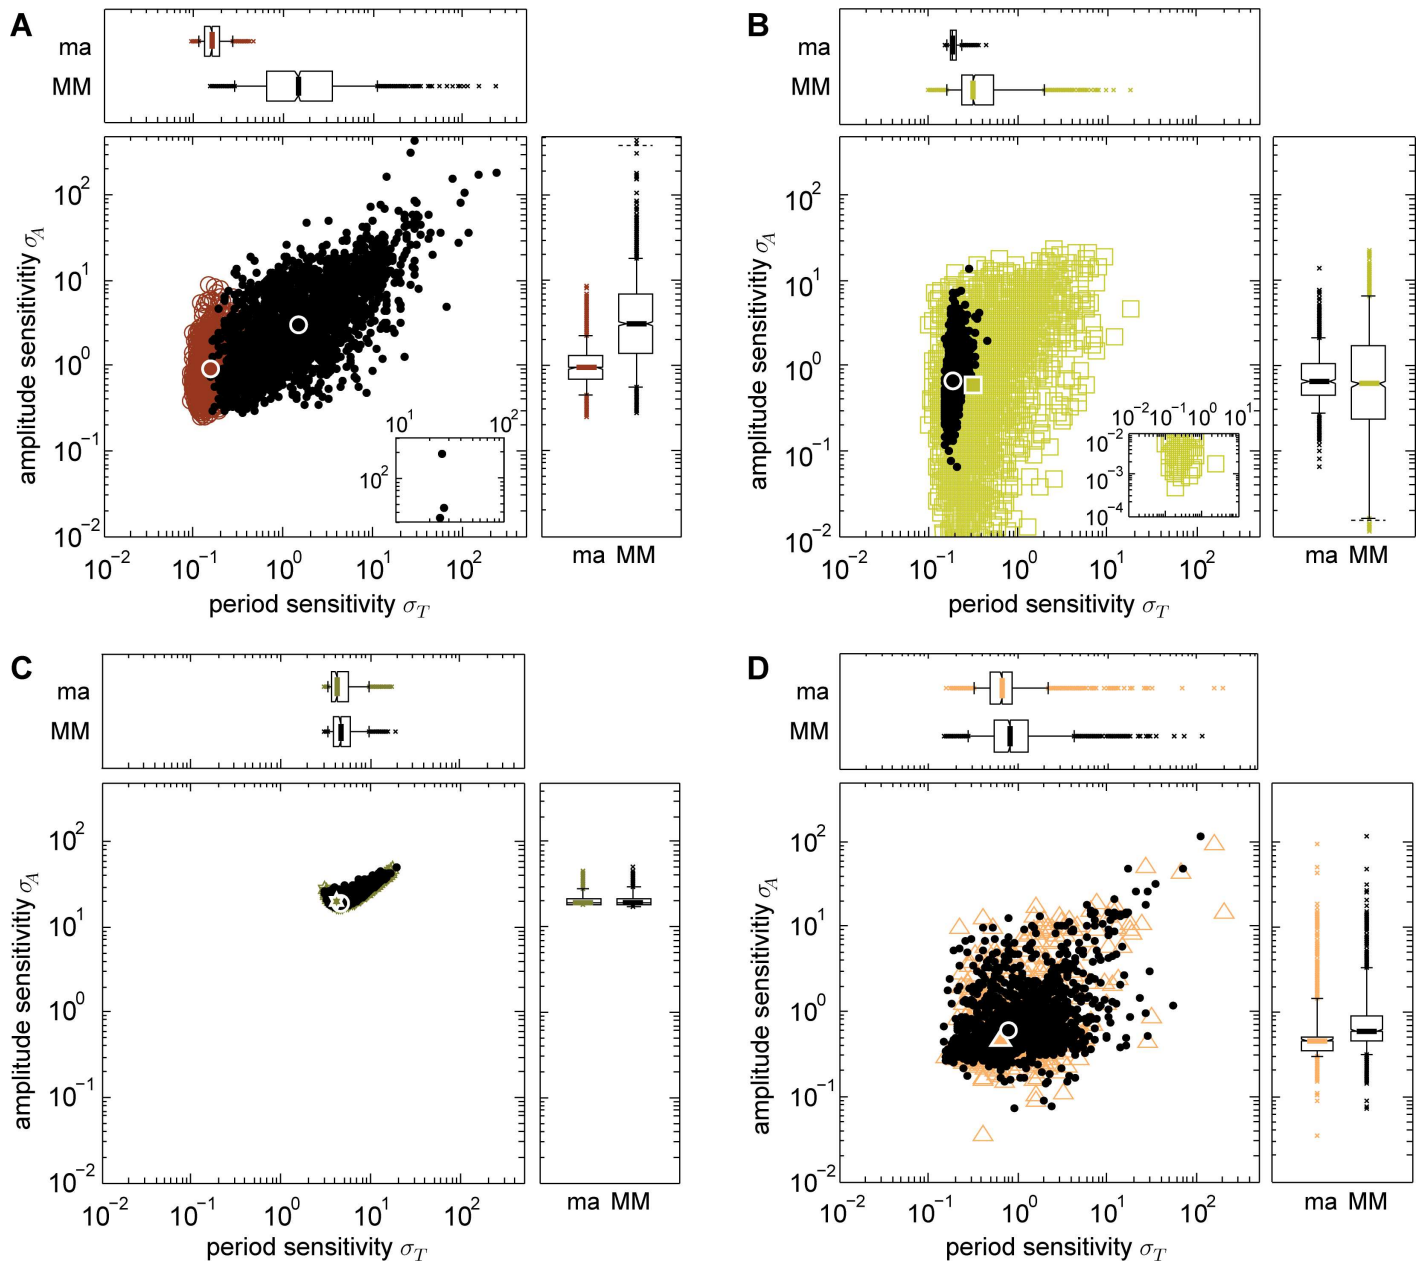 A
ma
MM
10^2
10^1
10^0
10^-1
10^-2
amplitude sensitivitiy σ_A
10^1 10^2
10^2
ma MM
10^-2 10^-1 10^0 10^1 10^2
period sensitivity σ_T
B
ma
MM
10^2
10^1
10^0
10^-1
10^-2
amplitude sensitivity σ_A
10^-2 10^-1 10^0 10^1
10^-2
10^-3
10^-4
ma MM
10^-2 10^-1 10^0 10^1 10^2
period sensitivity σ_T
C
ma
MM
10^2
10^1
10^0
10^-1
10^-2
amplitude sensitivitiy σ_A
ma MM
10^-2 10^-1 10^0 10^1 10^2
period sensitivity σ_T
D
ma
MM
10^2
10^1
10^0
10^-1
10^-2
amplitude sensitivity σ_A
ma MM
10^-2 10^-1 10^0 10^1 10^2
period sensitivity σ_T